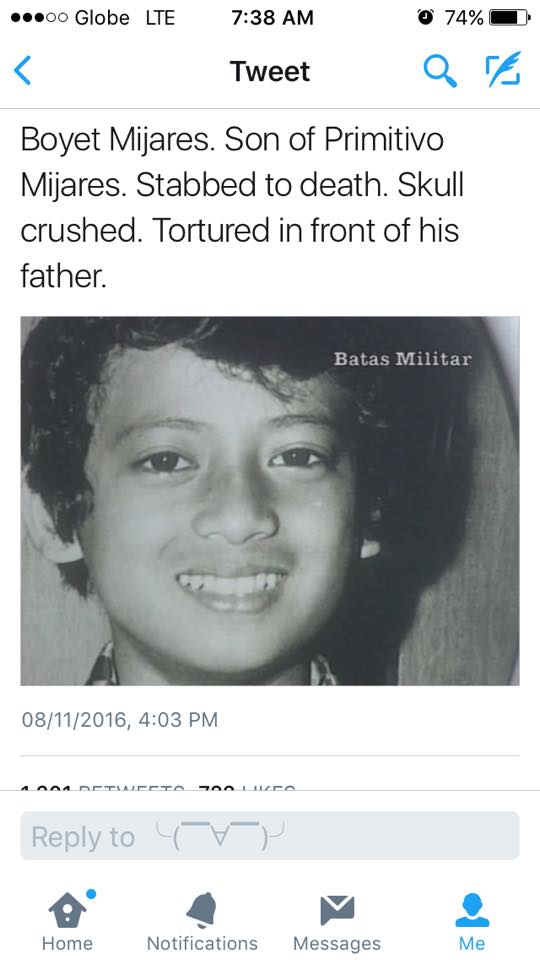 Globe LTE 7:38 AM 74%
Tweet
Boyet Mijares. Son of Primitivo
Mijares. Stabbed to death. Skull
crushed. Tortured in front of his
father.
Batas Militar
08/11/2016, 4:03 PM
RETWEETS LIKES
Reply to ╰(￣∀￣)╯
Home Notifications Messages Me